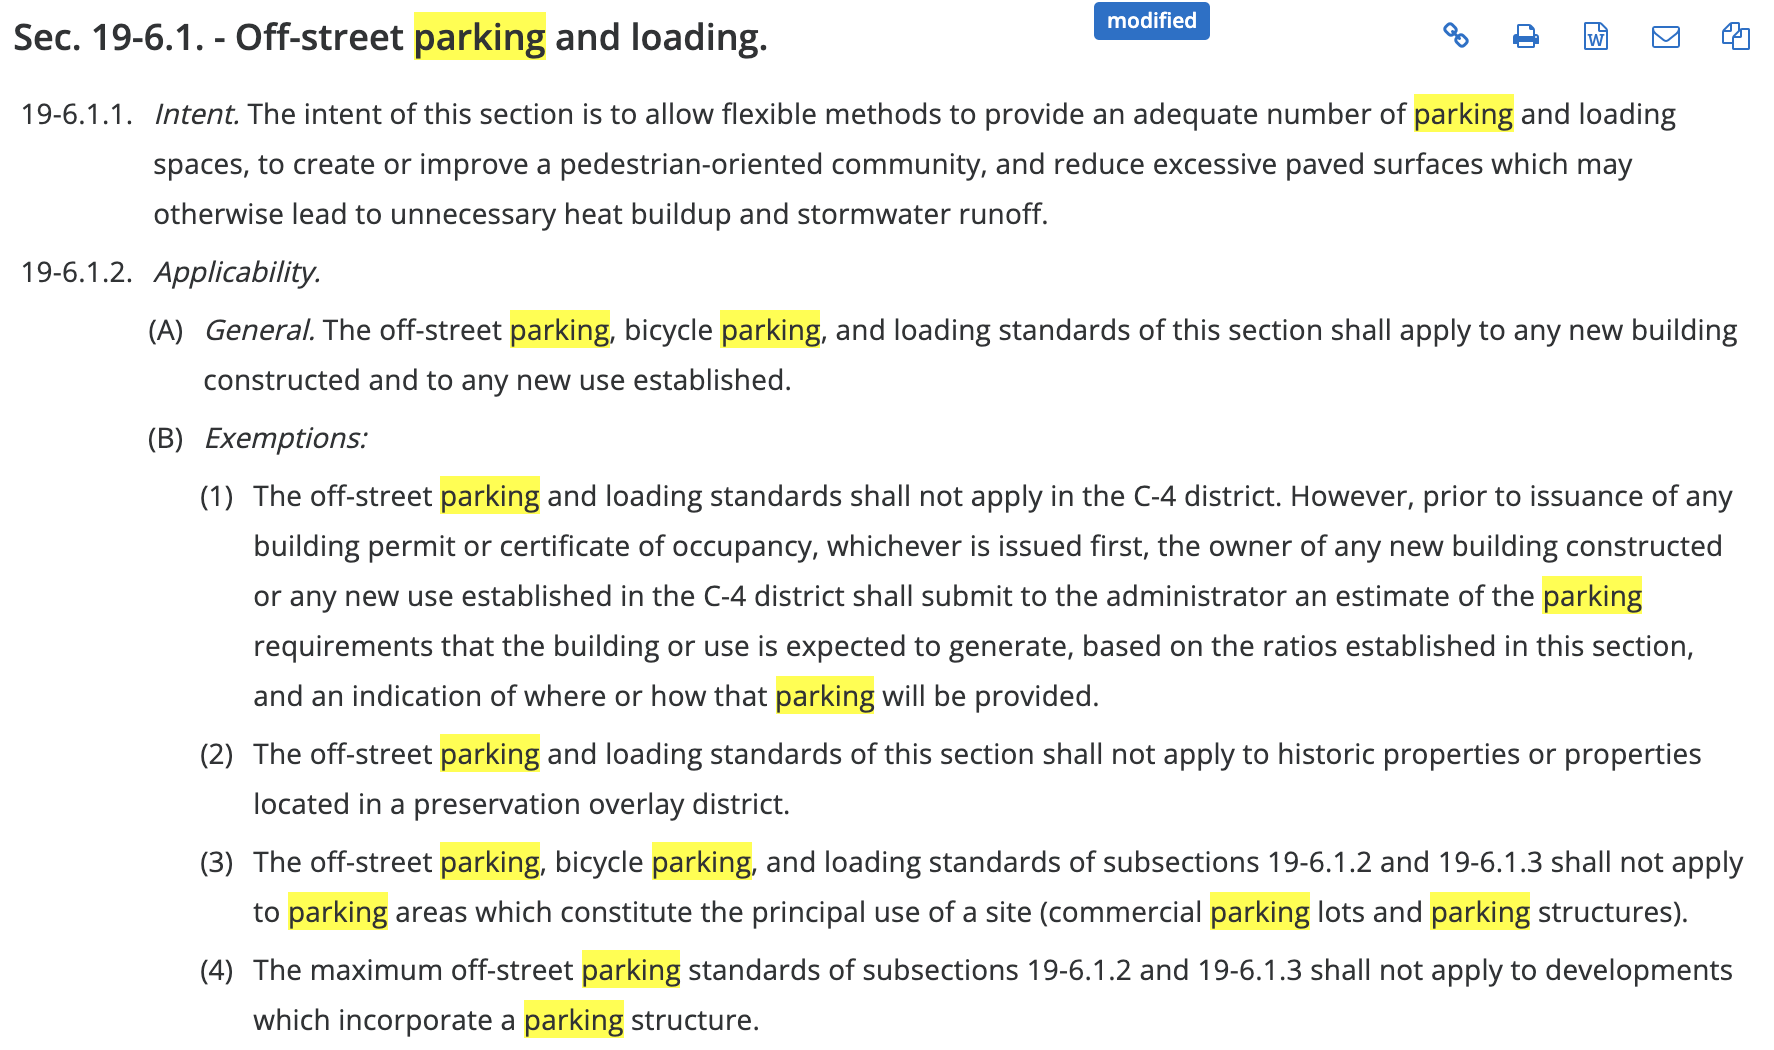 Sec. 19-6.1. - Off-street parking and loading.
modified
19-6.1.1. Intent. The intent of this section is to allow flexible methods to provide an adequate number of parking and loading
spaces, to create or improve a pedestrian-oriented community, and reduce excessive paved surfaces which may
otherwise lead to unnecessary heat buildup and stormwater runoff.
19-6.1.2. Applicability.
(A) General. The off-street parking, bicycle parking, and loading standards of this section shall apply to any new building
constructed and to any new use established.
(B) Exemptions:
(1) The off-street parking and loading standards shall not apply in the C-4 district. However, prior to issuance of any
building permit or certificate of occupancy, whichever is issued first, the owner of any new building constructed
or any new use established in the C-4 district shall submit to the administrator an estimate of the parking
requirements that the building or use is expected to generate, based on the ratios established in this section,
and an indication of where or how that parking will be provided.
(2) The off-street parking and loading standards of this section shall not apply to historic properties or properties
located in a preservation overlay district.
(3) The off-street parking, bicycle parking, and loading standards of subsections 19-6.1.2 and 19-6.1.3 shall not apply
to parking areas which constitute the principal use of a site (commercial parking lots and parking structures).
(4) The maximum off-street parking standards of subsections 19-6.1.2 and 19-6.1.3 shall not apply to developments
which incorporate a parking structure.